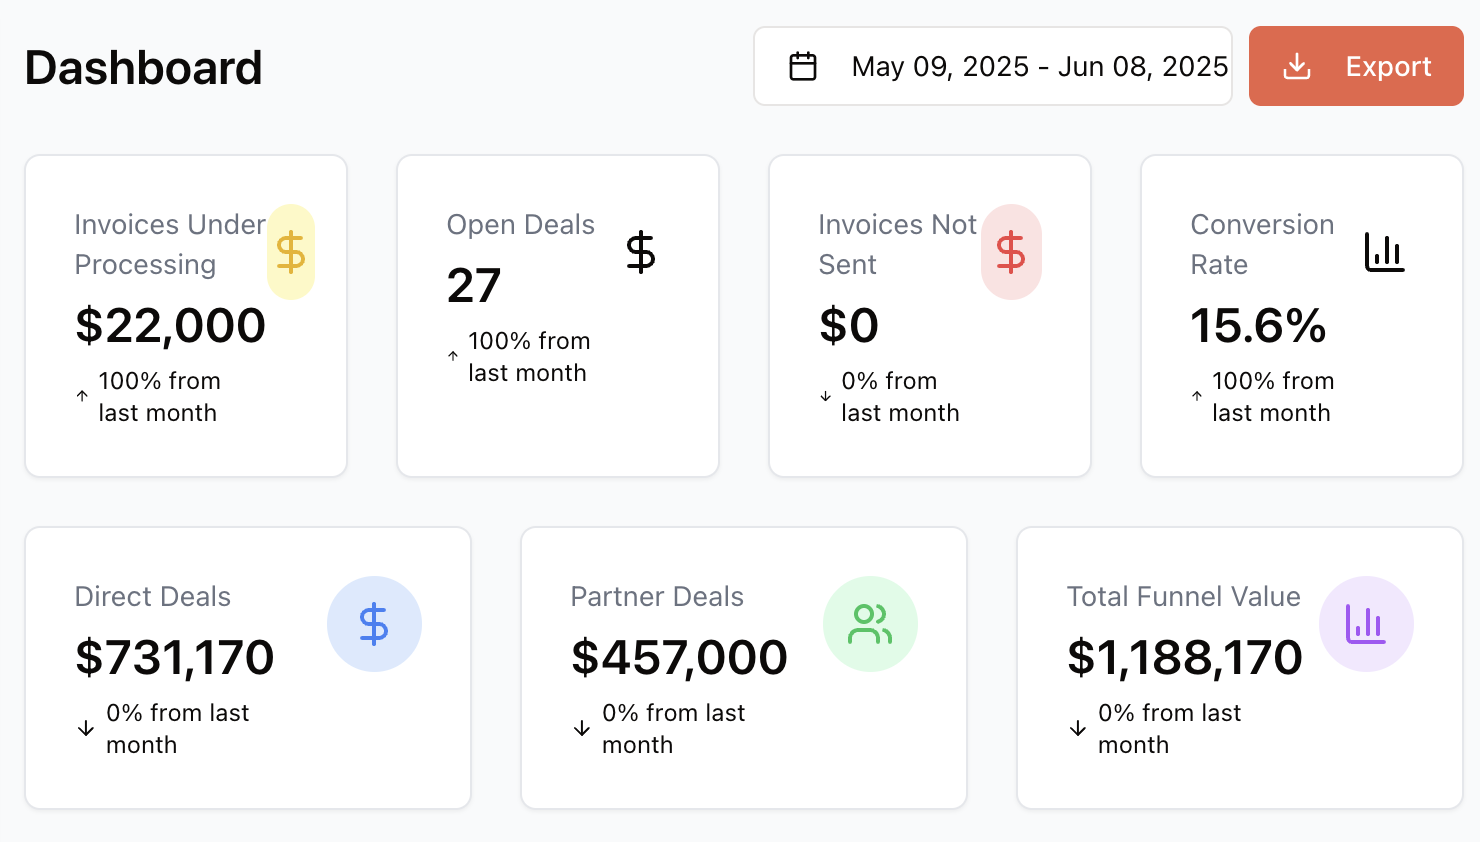 Dashboard
May 09, 2025 - Jun 08, 2025
Export
Invoices Under
Processing
$22,000
100% from
last month
Open Deals
27
100% from
last month
Invoices Not
Sent
$0
0% from
last month
Conversion
Rate
15.6%
100% from
last month
Direct Deals
$731,170
0% from last
month
Partner Deals
$457,000
0% from last
month
Total Funnel Value
$1,188,170
0% from last
month